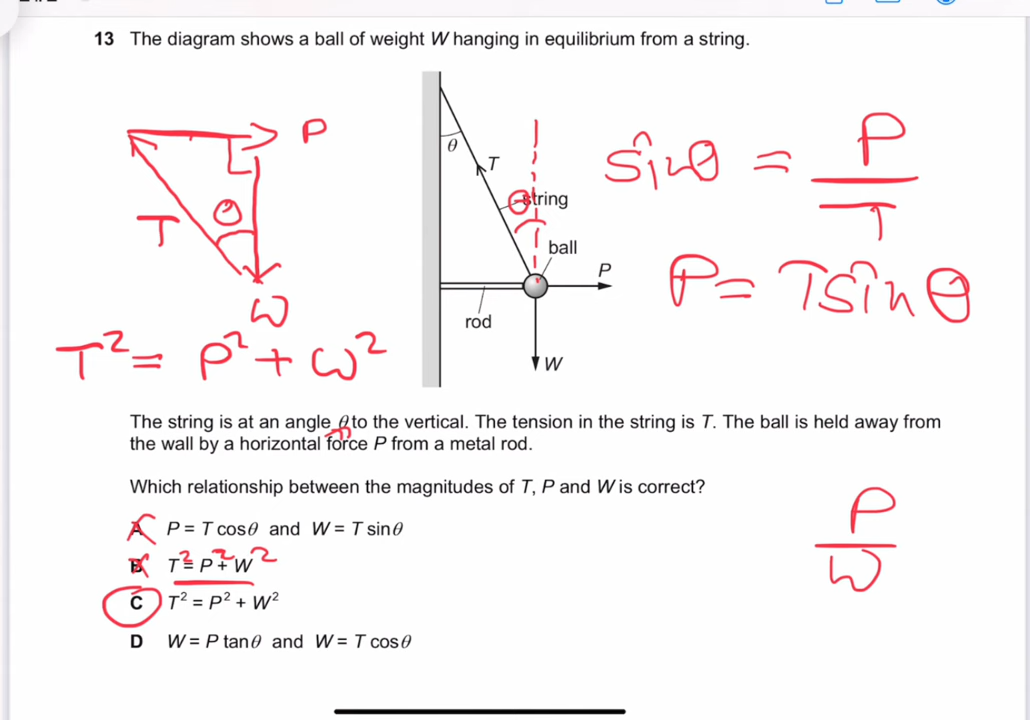 13 The diagram shows a ball of weight W hanging in equilibrium from a string.
P
T
θ
W
T² = P² + W²
θ
T
θ
string
ball
P
rod
W
sinθ = P/T
P = Tsinθ
The string is at an angle θ to the vertical. The tension in the string is T. The ball is held away from
the wall by a horizontal force P from a metal rod.
Which relationship between the magnitudes of T, P and W is correct?
A P = T cosθ and W = T sinθ
B T² = P² + W²
C T² = P² + W²
D W = P tanθ and W = T cosθ
P/W